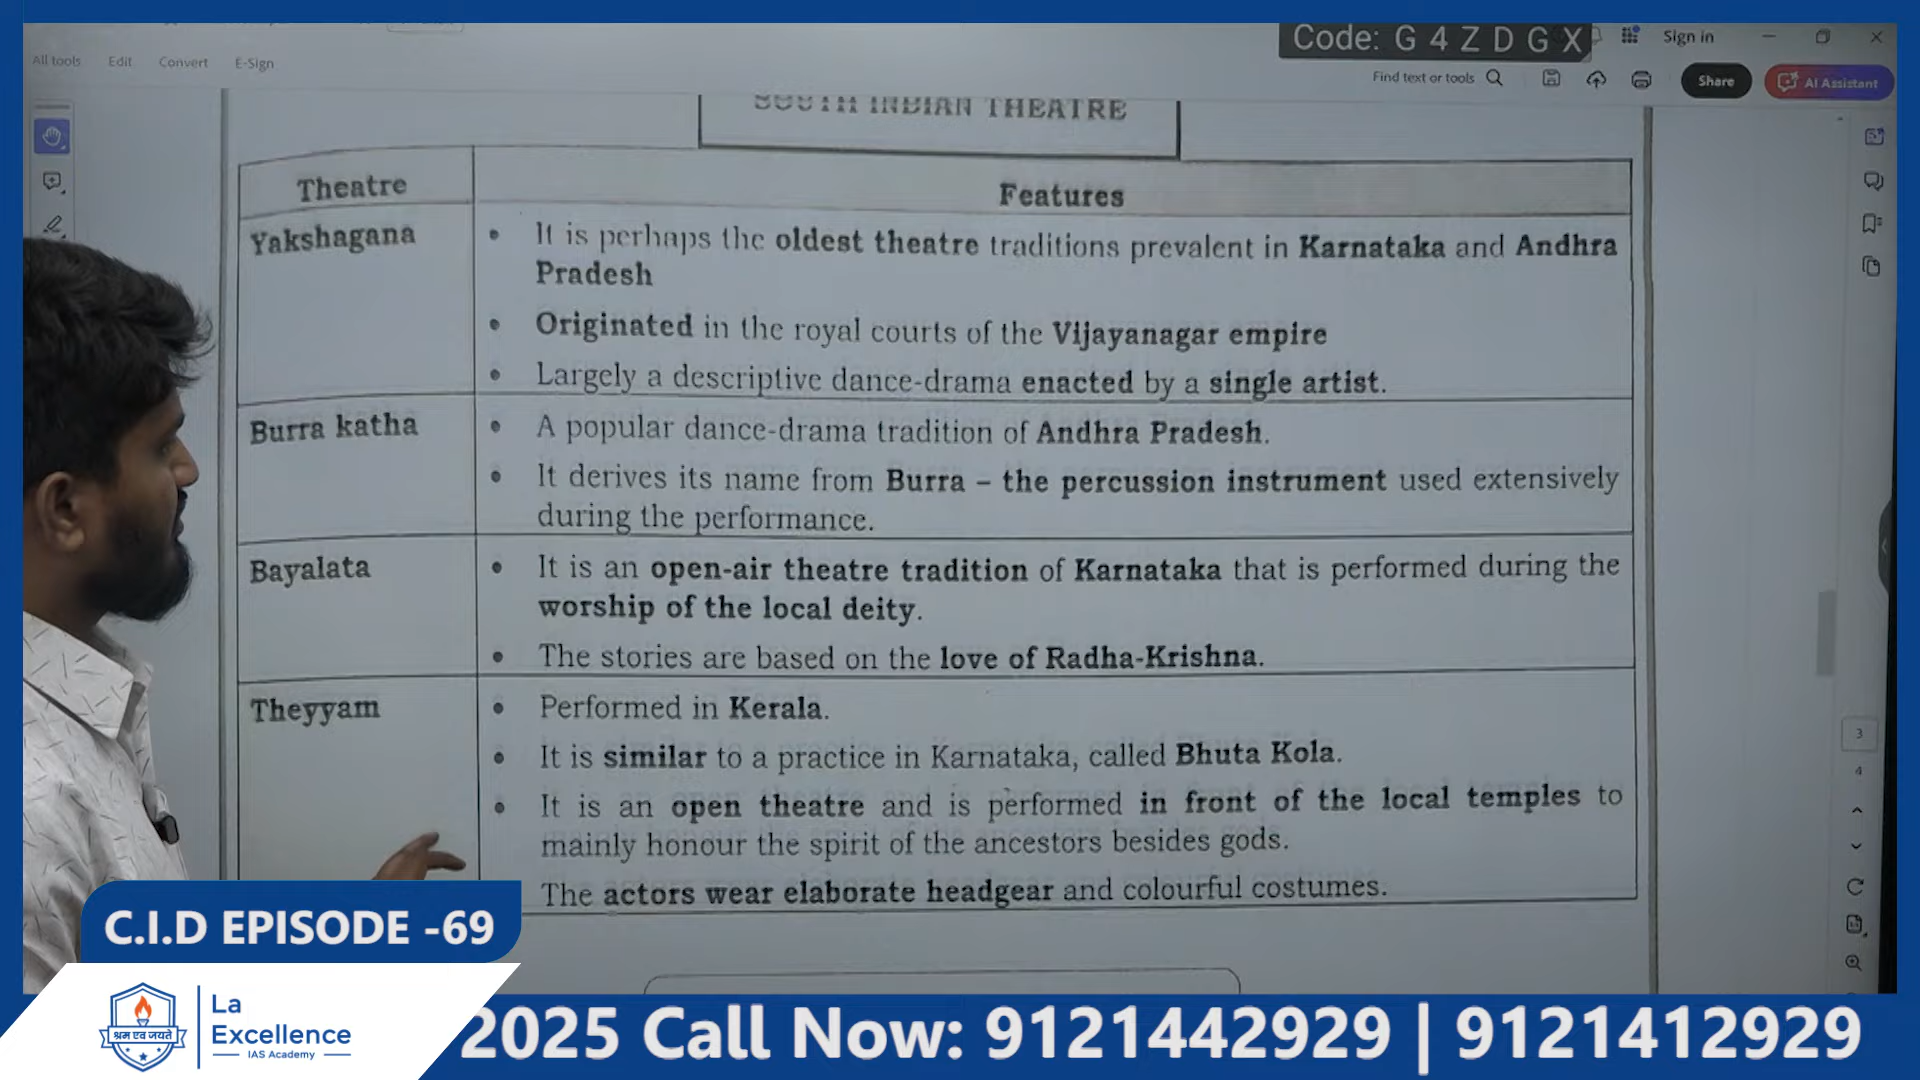 Code: G 4 Z D G X
Sign in
All tools Edit Convert E-Sign
Find text or tools
Share
AI Assistant
SOUTH INDIAN THEATRE
Theatre
Features
Yakshagana
• It is perhaps the oldest theatre traditions prevalent in Karnataka and Andhra
Pradesh
• Originated in the royal courts of the Vijayanagar empire
• Largely a descriptive dance-drama enacted by a single artist.
Burra katha
• A popular dance-drama tradition of Andhra Pradesh.
• It derives its name from Burra – the percussion instrument used extensively
during the performance.
Bayalata
• It is an open-air theatre tradition of Karnataka that is performed during the
worship of the local deity.
• The stories are based on the love of Radha-Krishna.
Theyyam
• Performed in Kerala.
• It is similar to a practice in Karnataka, called Bhuta Kola.
• It is an open theatre and is performed in front of the local temples to
mainly honour the spirit of the ancestors besides gods.
The actors wear elaborate headgear and colourful costumes.
3
4
C.I.D EPISODE -69
श्रम एव जयते
La
Excellence
IAS Academy
2025 Call Now: 9121442929 | 9121412929